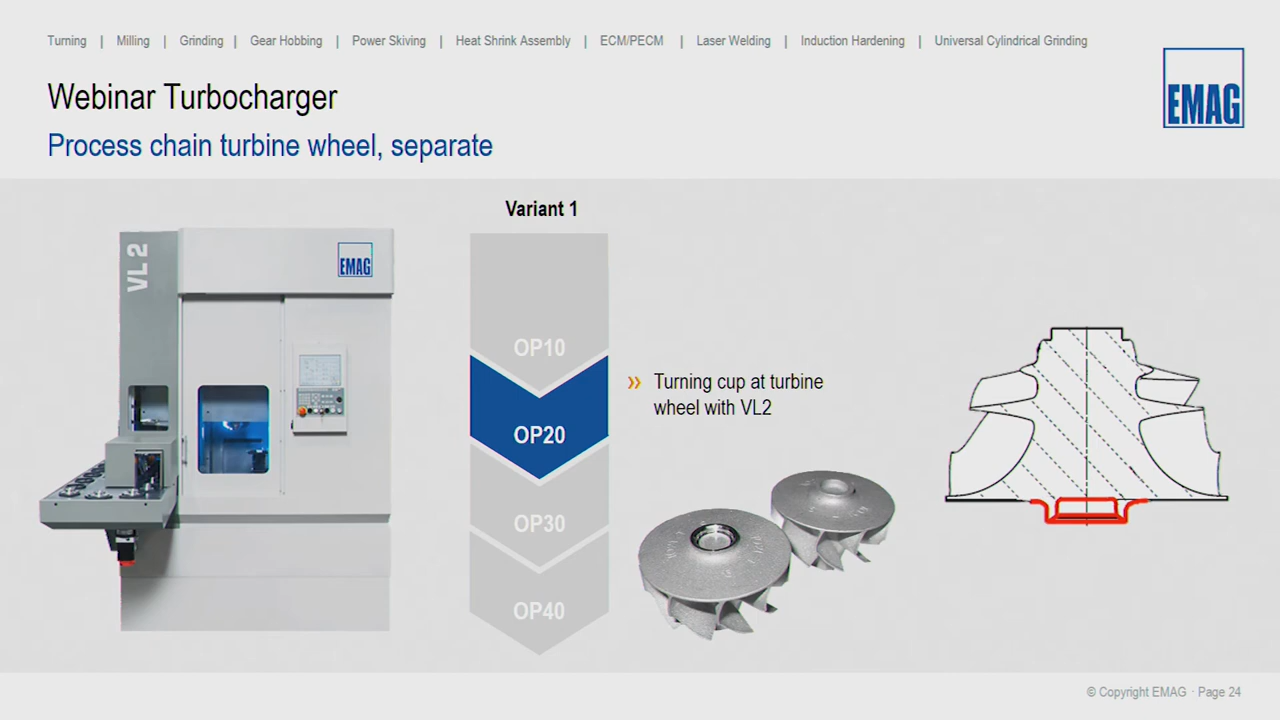 Turning | Milling | Grinding | Gear Hobbing | Power Skiving | Heat Shrink Assembly | ECM/PECM | Laser Welding | Induction Hardening | Universal Cylindrical Grinding
Webinar Turbocharger
EMAG
Process chain turbine wheel, separate
Variant 1
VL 2
EMAG
OP10
Turning cup at turbine
wheel with VL2
OP20
OP30
OP40
© Copyright EMAG · Page 24